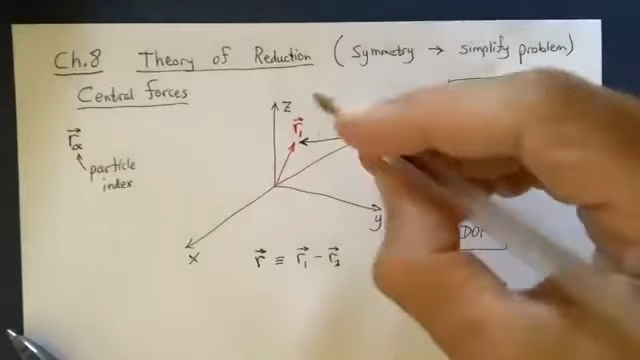 Ch.8 Theory of Reduction (Symmetry → simplify problem)
Central forces
z
r⃗₁
r⃗α
particle
index
y
DOF
x
r⃗ ≡ r⃗₁ - r⃗₂